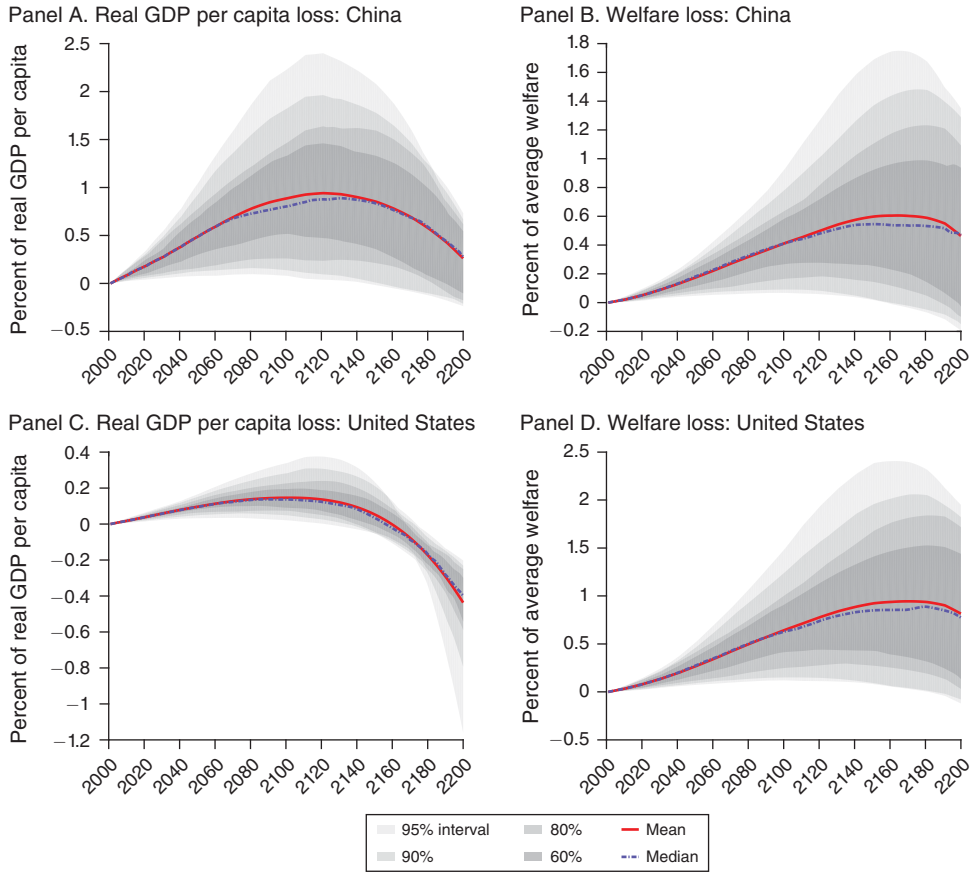 Panel A. Real GDP per capita loss: China
Percent of real GDP per capita
2.5
2
1.5
1
0.5
0
−0.5
2000 2020 2040 2060 2080 2100 2120 2140 2160 2180 2200
Panel B. Welfare loss: China
Percent of average welfare
1.8
1.6
1.4
1.2
1
0.8
0.6
0.4
0.2
0
−0.2
2000 2020 2040 2060 2080 2100 2120 2140 2160 2180 2200
Panel C. Real GDP per capita loss: United States
Percent of real GDP per capita
0.4
0.2
0
−0.2
−0.4
−0.6
−0.8
−1
−1.2
2000 2020 2040 2060 2080 2100 2120 2140 2160 2180 2200
Panel D. Welfare loss: United States
Percent of average welfare
2.5
2
1.5
1
0.5
0
−0.5
2000 2020 2040 2060 2080 2100 2120 2140 2160 2180 2200
95% interval 80% Mean
90% 60% Median